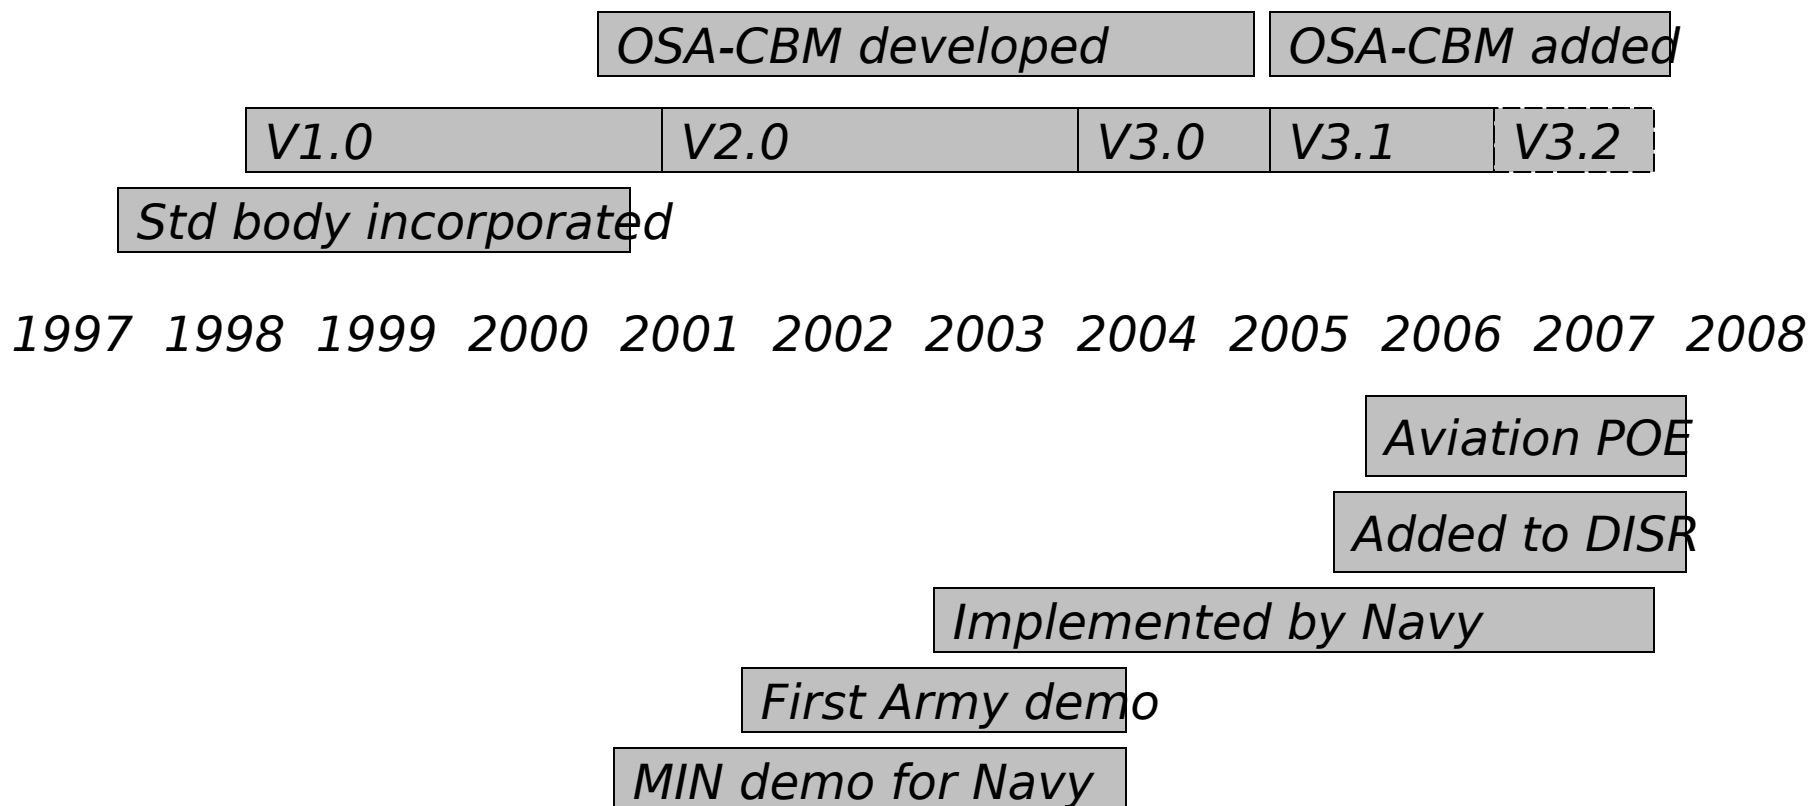 OSA-CBM developed OSA-CBM added
V1.0 V2.0 V3.0 V3.1 V3.2
Std body incorporated
1997 1998 1999 2000 2001 2002 2003 2004 2005 2006 2007 2008
Aviation POE
Added to DISR
Implemented by Navy
First Army demo
MIN demo for Navy